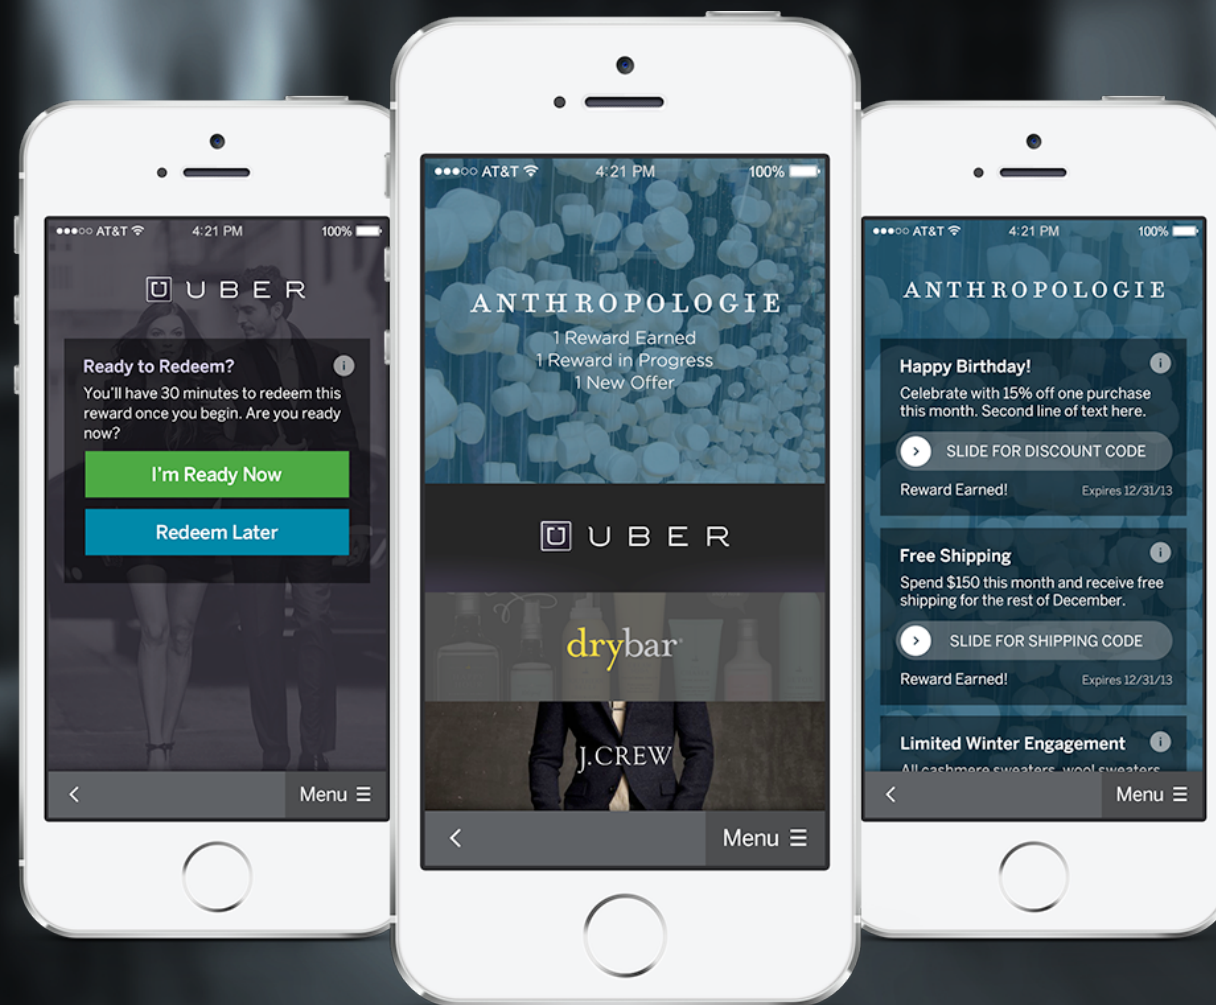 AT&T 4:21 PM 100%
UBER
Ready to Redeem?
You'll have 30 minutes to redeem this
reward once you begin. Are you ready
now?
I'm Ready Now
Redeem Later
Menu
AT&T 4:21 PM 100%
ANTHROPOLOGIE
1 Reward Earned
1 Reward in Progress
1 New Offer
UBER
drybar
J.CREW
Menu
AT&T 4:21 PM 100%
ANTHROPOLOGIE
Happy Birthday!
Celebrate with 15% off one purchase
this month. Second line of text here.
SLIDE FOR DISCOUNT CODE
Reward Earned! Expires 12/31/13
Free Shipping
Spend $150 this month and receive free
shipping for the rest of December.
SLIDE FOR SHIPPING CODE
Reward Earned! Expires 12/31/13
Limited Winter Engagement
All cashmere sweaters, wool sweaters
Menu